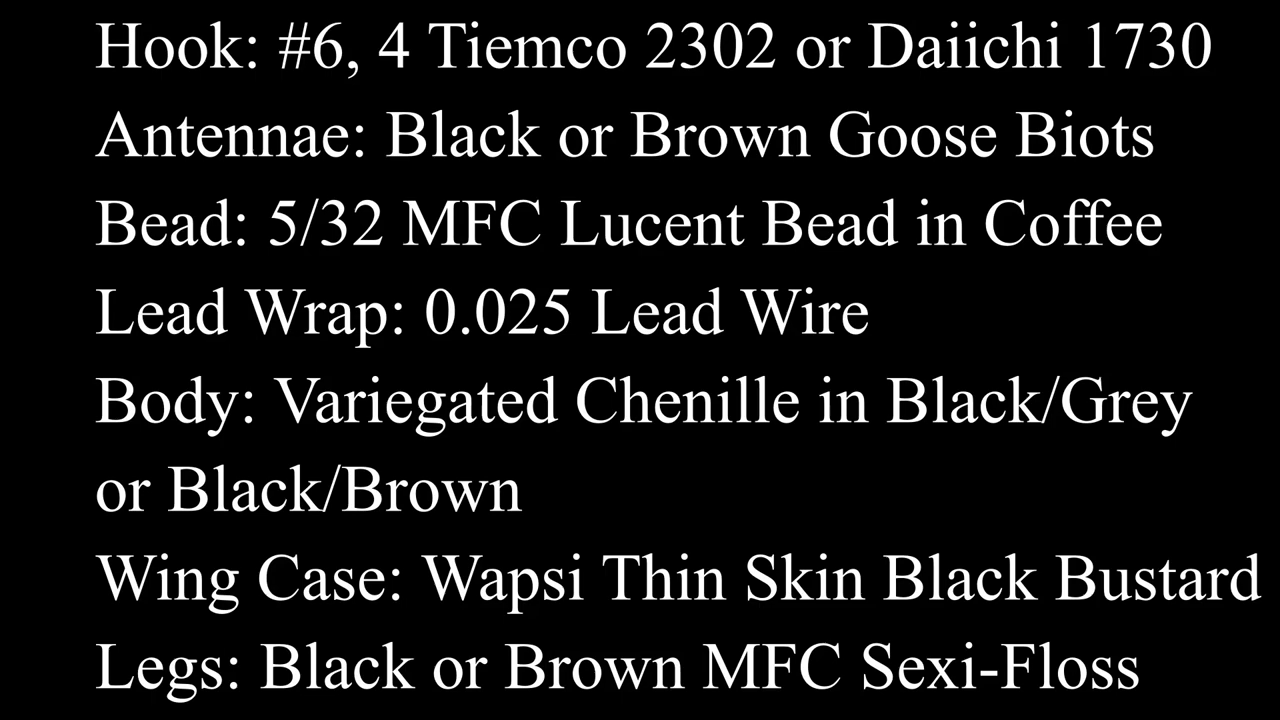 Hook: #6, 4 Tiemco 2302 or Daiichi 1730
Antennae: Black or Brown Goose Biots
Bead: 5/32 MFC Lucent Bead in Coffee
Lead Wrap: 0.025 Lead Wire
Body: Variegated Chenille in Black/Grey
or Black/Brown
Wing Case: Wapsi Thin Skin Black Bustard
Legs: Black or Brown MFC Sexi-Floss